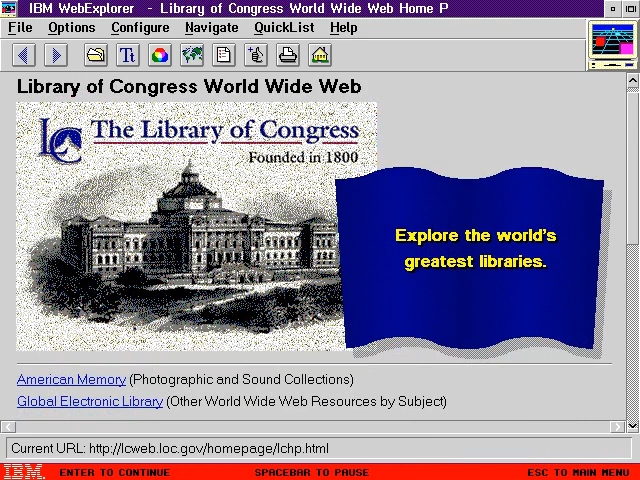 IBM WebExplorer - Library of Congress World Wide Web Home P
File Options Configure Navigate QuickList Help
Tt
Library of Congress World Wide Web
LC The Library of Congress
Founded in 1800
Explore the world's
greatest libraries.
American Memory (Photographic and Sound Collections)
Global Electronic Library (Other World Wide Web Resources by Subject)
Current URL: http://lcweb.loc.gov/homepage/lchp.html
IBM. ENTER TO CONTINUE SPACEBAR TO PAUSE ESC TO MAIN MENU